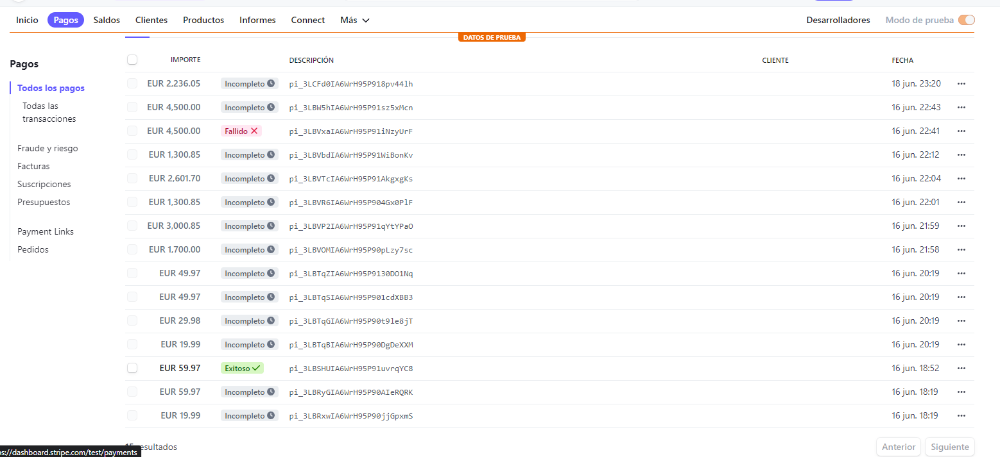 Inicio Pagos Saldos Clientes Productos Informes Connect Más Desarrolladores Modo de prueba
DATOS DE PRUEBA
Pagos
Todos los pagos
Todas las
transacciones
Fraude y riesgo
Facturas
Suscripciones
Presupuestos
Payment Links
Pedidos
IMPORTE DESCRIPCIÓN CLIENTE FECHA
EUR 2,236.05 Incompleto pi_3LCFd0IA6WrH95P918pv44lh 18 jun. 23:20
EUR 4,500.00 Incompleto pi_3LBW5hIA6WrH95P91sz5xMcn 16 jun. 22:43
EUR 4,500.00 Fallido pi_3LBVxaIA6WrH95P91iNzyUrF 16 jun. 22:41
EUR 1,300.85 Incompleto pi_3LBVbdIA6WrH95P91WiBonKv 16 jun. 22:12
EUR 2,601.70 Incompleto pi_3LBVTcIA6WrH95P91AkgxgKs 16 jun. 22:04
EUR 1,300.85 Incompleto pi_3LBVR6IA6WrH95P904Gx0PlF 16 jun. 22:01
EUR 3,000.85 Incompleto pi_3LBVP2IA6WrH95P91qYtYPaO 16 jun. 21:59
EUR 1,700.00 Incompleto pi_3LBVOMIA6WrH95P90pLzy7sc 16 jun. 21:58
EUR 49.97 Incompleto pi_3LBTqZIA6WrH95P9130DO1Nq 16 jun. 20:19
EUR 49.97 Incompleto pi_3LBTqSIA6WrH95P901cdXBB3 16 jun. 20:19
EUR 29.98 Incompleto pi_3LBTqGIA6WrH95P90t9le8jT 16 jun. 20:19
EUR 19.99 Incompleto pi_3LBTqBIA6WrH95P90DgDeXXM 16 jun. 20:19
EUR 59.97 Exitoso pi_3LBSHUIA6WrH95P91uvrqYC8 16 jun. 18:52
EUR 59.97 Incompleto pi_3LBRyGIA6WrH95P90AIeRQRK 16 jun. 18:19
EUR 19.99 Incompleto pi_3LBRxwIA6WrH95P90jjGpxmS 16 jun. 18:19
15 resultados Anterior Siguiente
ps://dashboard.stripe.com/test/payments